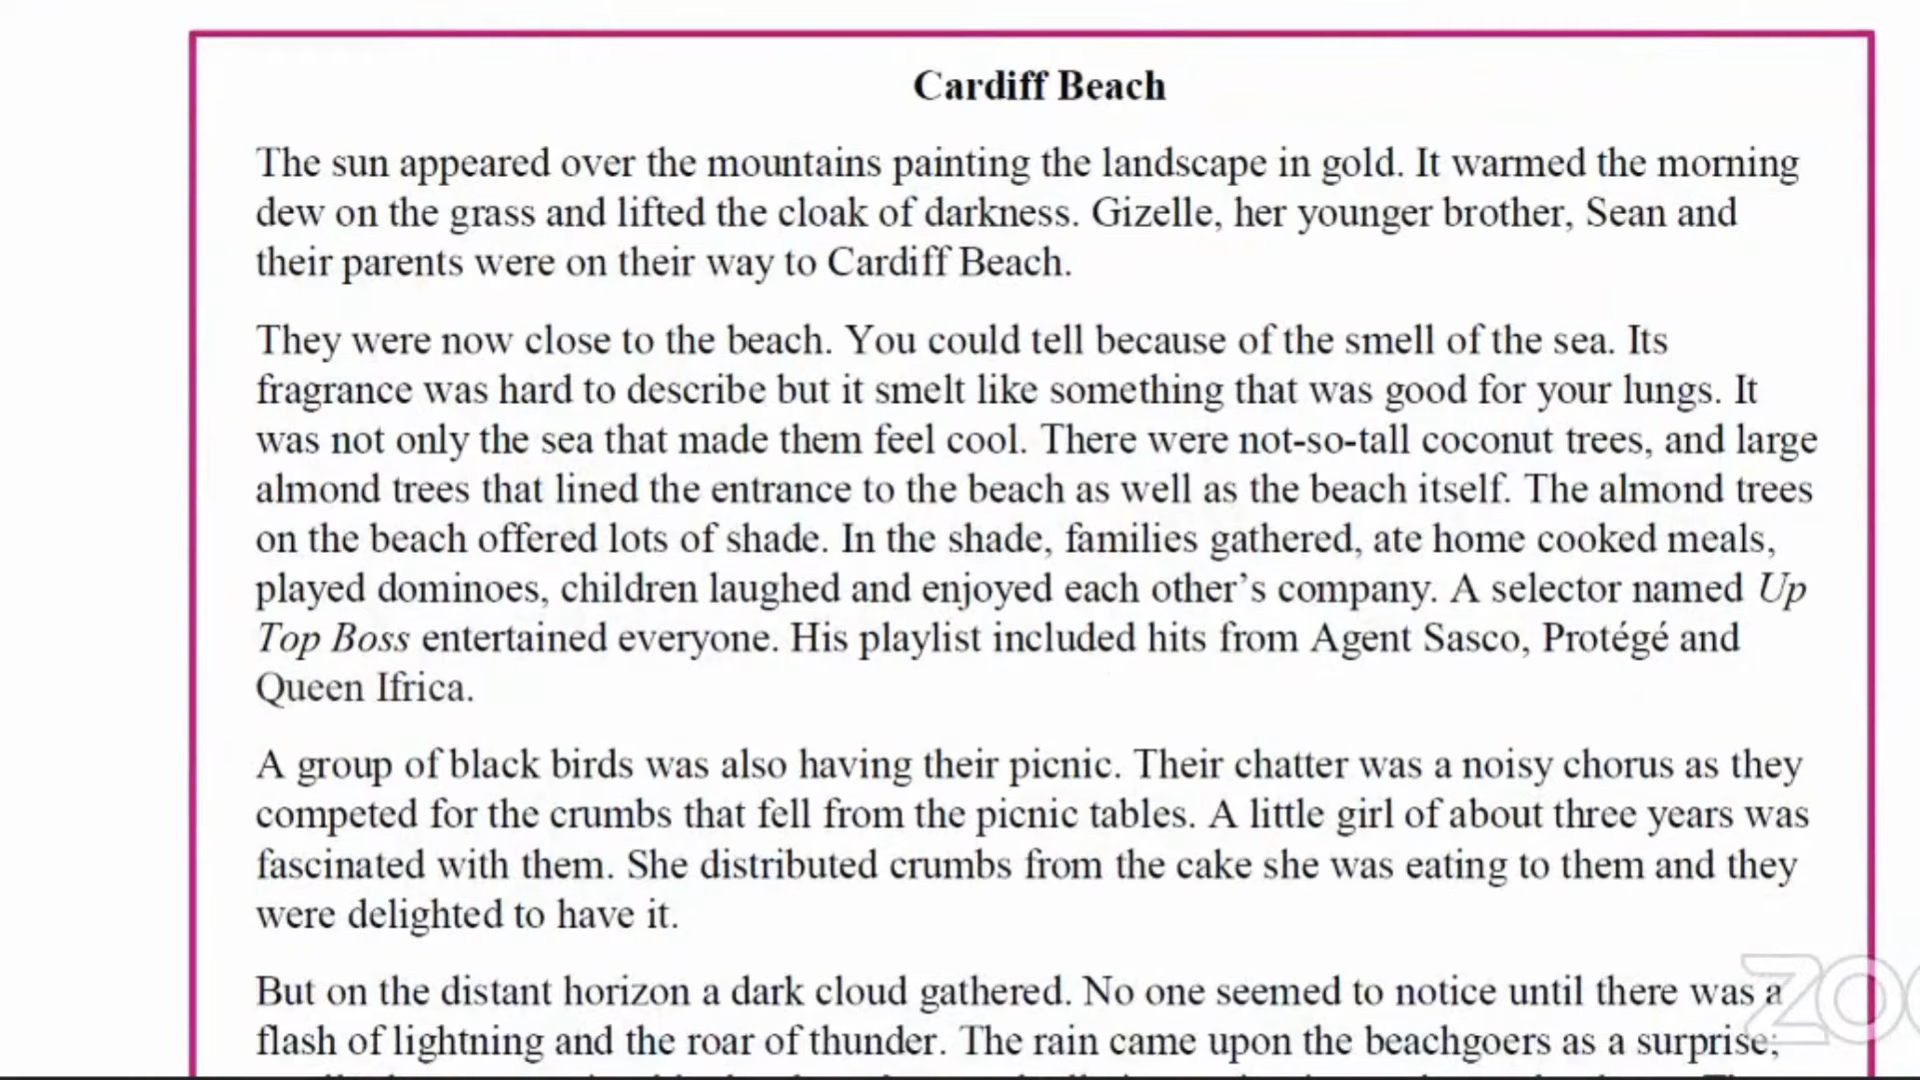 Cardiff Beach
The sun appeared over the mountains painting the landscape in gold. It warmed the morning
dew on the grass and lifted the cloak of darkness. Gizelle, her younger brother, Sean and
their parents were on their way to Cardiff Beach.
They were now close to the beach. You could tell because of the smell of the sea. Its
fragrance was hard to describe but it smelt like something that was good for your lungs. It
was not only the sea that made them feel cool. There were not-so-tall coconut trees, and large
almond trees that lined the entrance to the beach as well as the beach itself. The almond trees
on the beach offered lots of shade. In the shade, families gathered, ate home cooked meals,
played dominoes, children laughed and enjoyed each other’s company. A selector named Up
Top Boss entertained everyone. His playlist included hits from Agent Sasco, Protégé and
Queen Ifrica.
A group of black birds was also having their picnic. Their chatter was a noisy chorus as they
competed for the crumbs that fell from the picnic tables. A little girl of about three years was
fascinated with them. She distributed crumbs from the cake she was eating to them and they
were delighted to have it.
But on the distant horizon a dark cloud gathered. No one seemed to notice until there was a
flash of lightning and the roar of thunder. The rain came upon the beachgoers as a surprise;